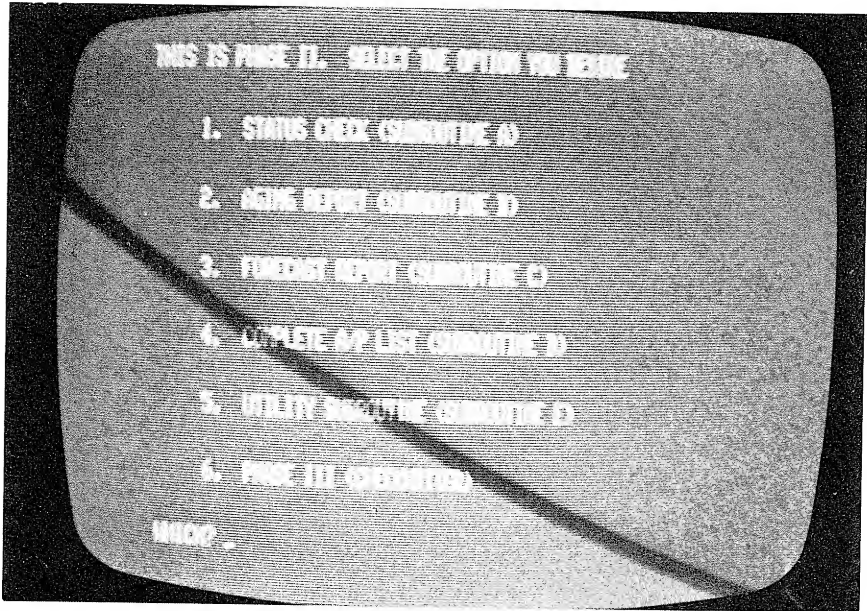 THIS IS PHASE II. SELECT THE OPTION YOU DESIRE
1. STATUS CHECK (SUBROUTINE A)
2. AGING REPORT (SUBROUTINE B)
3. FORECAST REPORT (SUBROUTINE C)
4. COMPLETE A/P LIST (SUBROUTINE D)
5. UTILITY SUBROUTINE (SUBROUTINE E)
6. PHASE III
WHICH? _